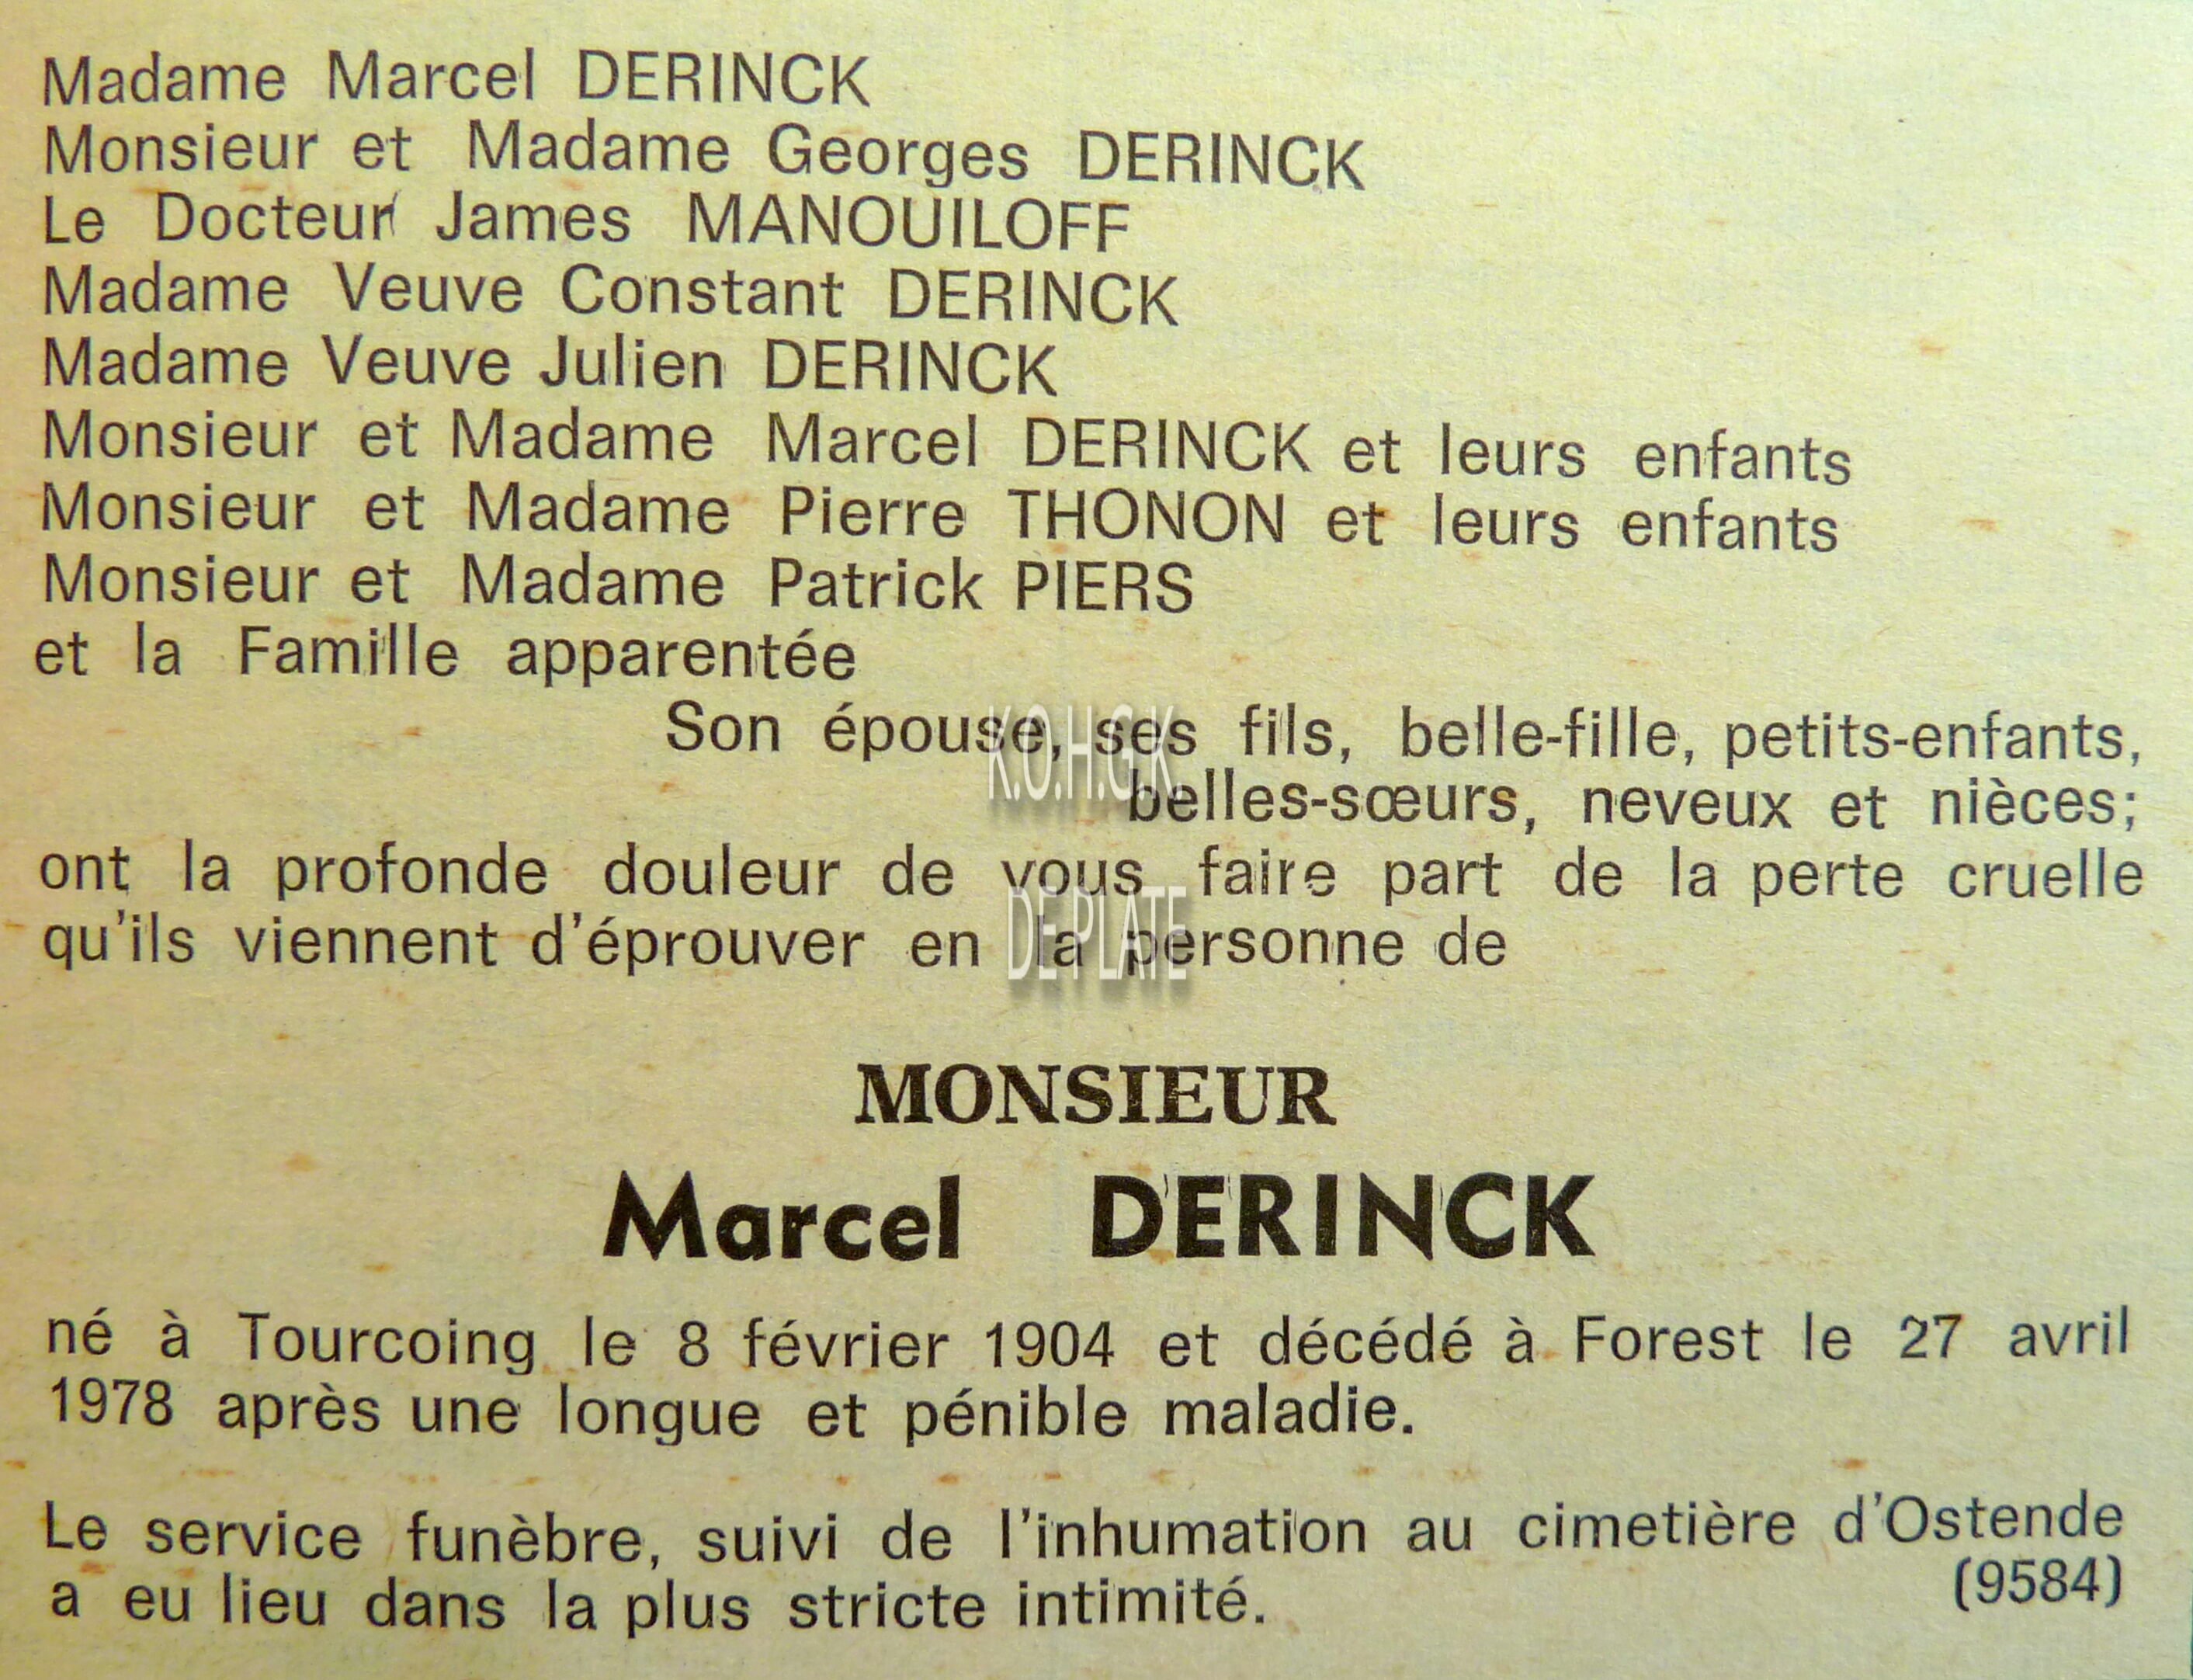 Madame Marcel DERINCK
Monsieur et Madame Georges DERINCK
Le Docteur James MANOUILOFF
Madame Veuve Constant DERINCK
Madame Veuve Julien DERINCK
Monsieur et Madame Marcel DERINCK et leurs enfants
Monsieur et Madame Pierre THONON et leurs enfants
Monsieur et Madame Patrick PIERS
et la Famille apparentée
Son épouse, ses fils, belle-fille, petits-enfants,
K.O.H.G.K.
belles-sœurs, neveux et nièces;
ont la profonde douleur de vous faire part de la perte cruelle
DE PLATE
qu'ils viennent d'éprouver en la personne de
MONSIEUR
Marcel DERINCK
né à Tourcoing le 8 février 1904 et décédé à Forest le 27 avril
1978 après une longue et pénible maladie.
Le service funèbre, suivi de l'inhumation au cimetière d'Ostende
a eu lieu dans la plus stricte intimité. (9584)